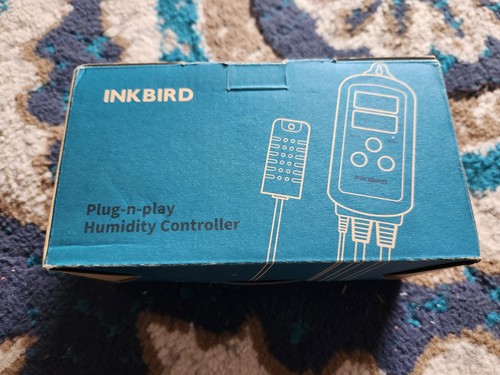 INKBIRD
Plug-n-play
Humidity Controller